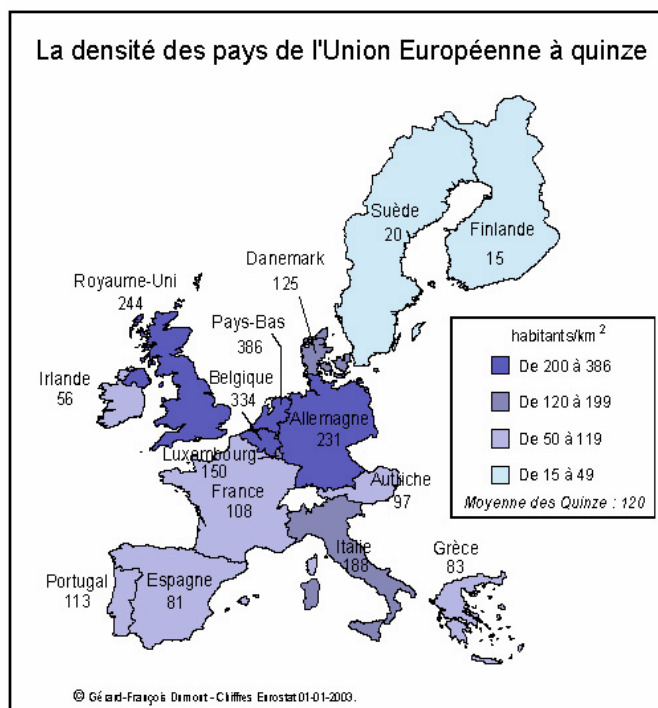 La densité des pays de l'Union Européenne à quinze
Suède
20
Finlande
15
Danemark
125
Royaume-Uni
244
Pays-Bas
386
Irlande
56
Belgique
334
Allemagne
231
Luxembourg
150
France
108
Autriche
97
Italie
188
Grèce
83
Portugal
113
Espagne
81
habitants/km²
De 200 à 386
De 120 à 199
De 50 à 119
De 15 à 49
Moyenne des Quinze : 120
© Gérard-François Dumont - Chiffres Eurostat 01-01-2003.